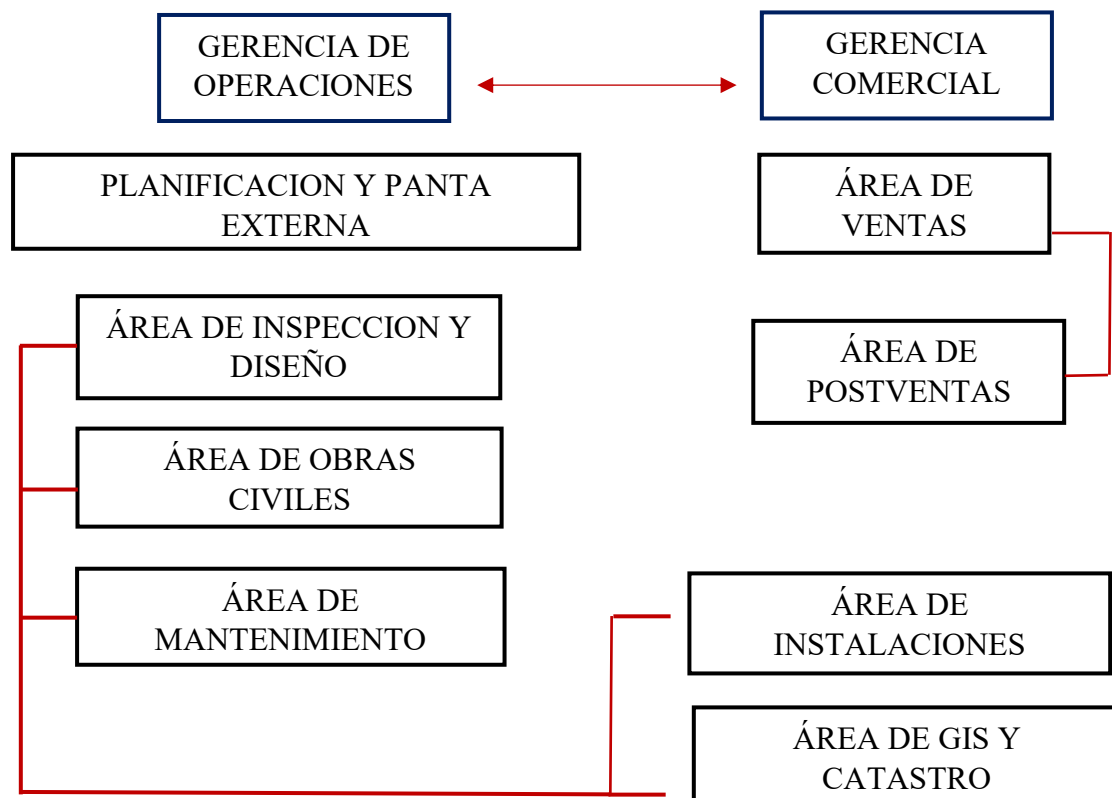 GERENCIA DE
OPERACIONES
GERENCIA
COMERCIAL
PLANIFICACION Y PANTA
EXTERNA
ÁREA DE
VENTAS
ÁREA DE INSPECCION Y
DISEÑO
ÁREA DE
POSTVENTAS
ÁREA DE OBRAS
CIVILES
ÁREA DE
MANTENIMIENTO
ÁREA DE
INSTALACIONES
ÁREA DE GIS Y
CATASTRO